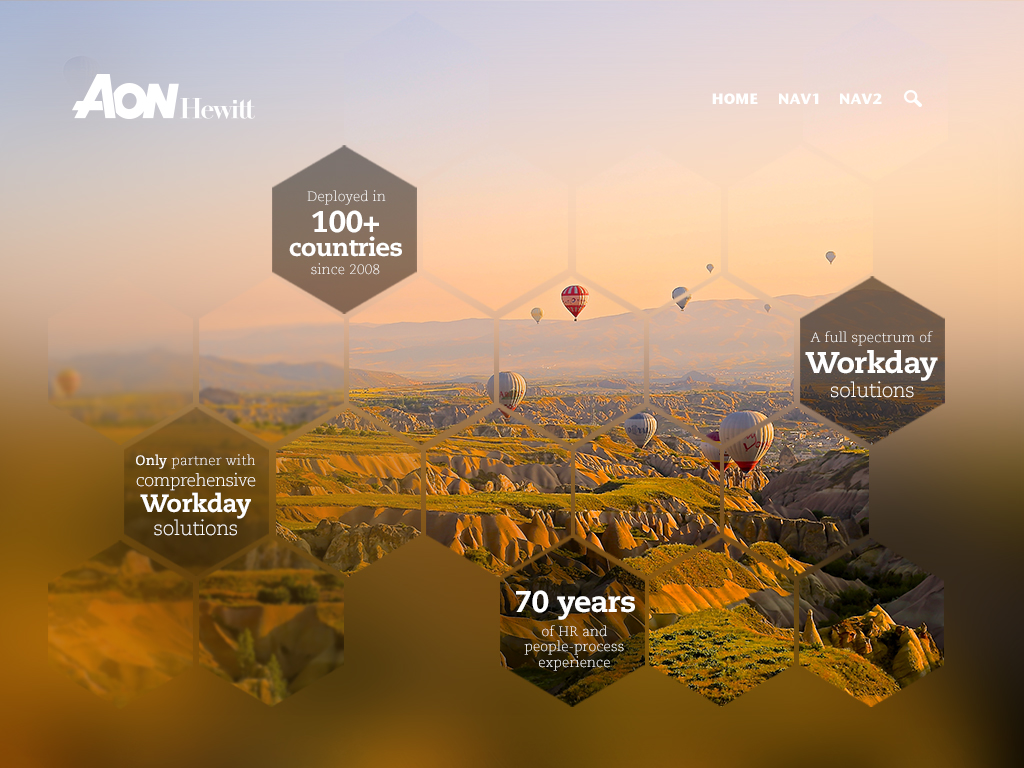 AON Hewitt
HOME NAV1 NAV2
Deployed in
100+
countries
since 2008
A full spectrum of
Workday
solutions
Only partner with
comprehensive
Workday
solutions
70 years
of HR and
people-process
experience